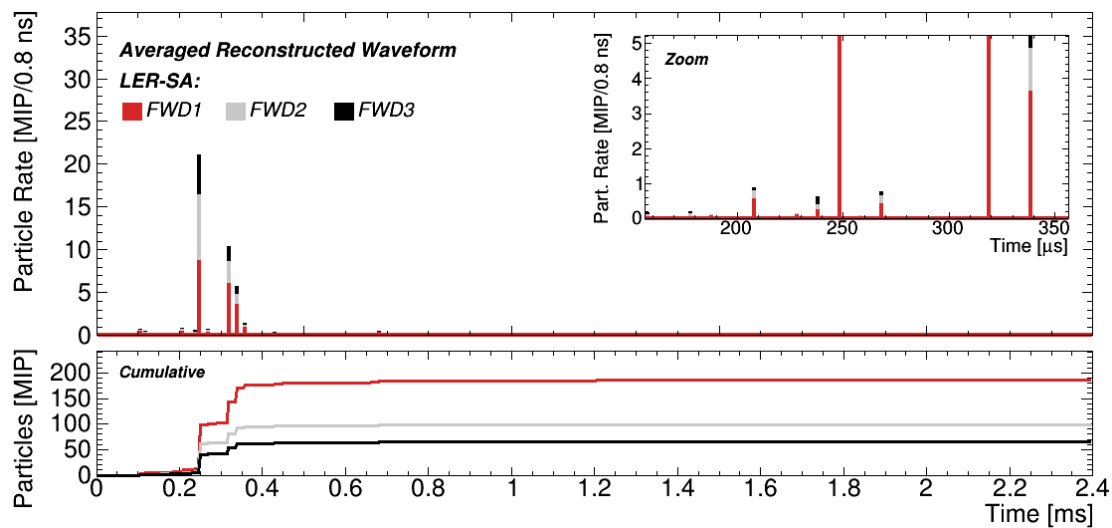 Particle Rate [MIP/0.8 ns]
35
30
25
20
15
10
5
0
Averaged Reconstructed Waveform
LER-SA:
FWD1 FWD2 FWD3
Part. Rate [MIP/0.8 ns]
5
4
3
2
1
0
Zoom
200 250 300 350
Time [μs]
Particles [MIP]
200
150
100
50
0
Cumulative
0 0.2 0.4 0.6 0.8 1 1.2 1.4 1.6 1.8 2 2.2 2.4
Time [ms]